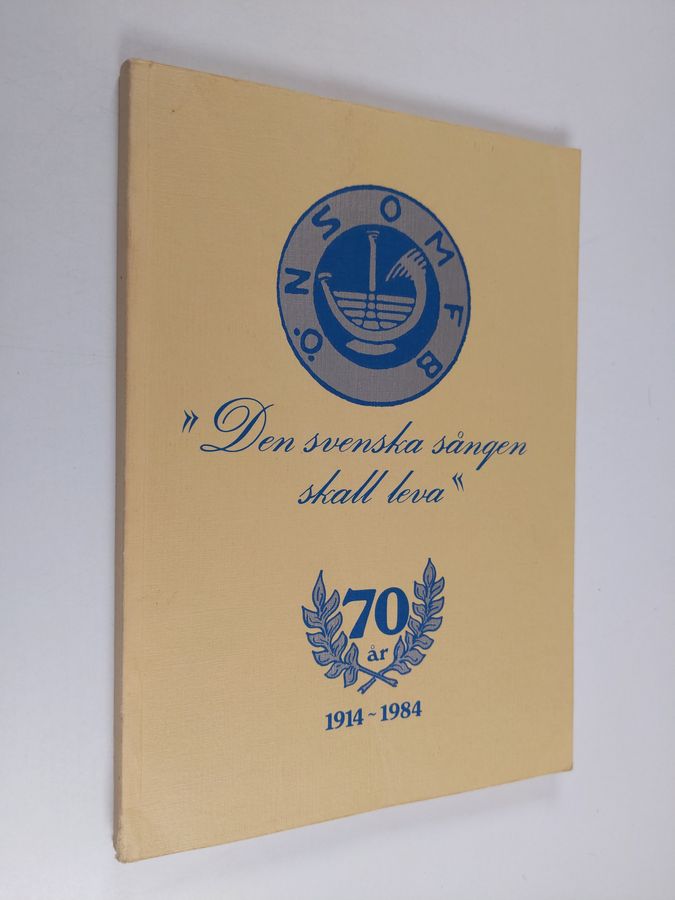 ÖNSOMFB
»Den svenska sången
skall leva«
70
år
1914~1984